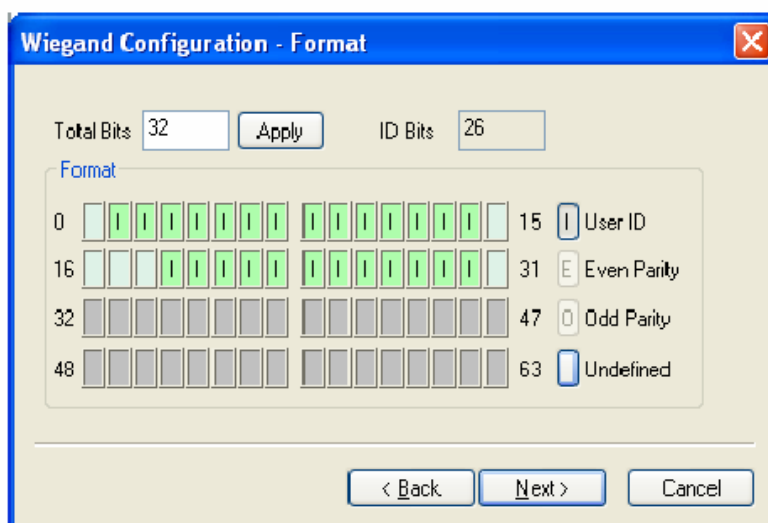 Wiegand Configuration - Format
Total Bits 32 Apply ID Bits 26
Format
0 I I I I I I I I I I I I I I 15 I User ID
16 I I I I I I I I I I I I 31 E Even Parity
32 47 O Odd Parity
48 63 Undefined
< Back Next > Cancel